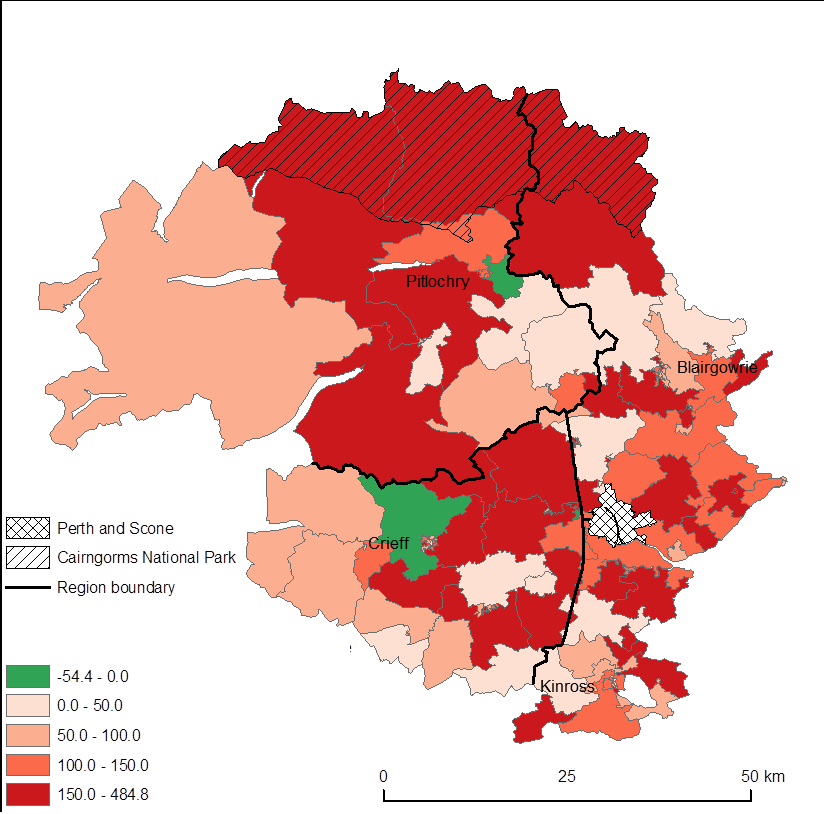 Pitlochry
Blairgowrie
Crieff
Kinross
Perth and Scone
Cairngorms National Park
Region boundary
-54.4 - 0.0
0.0 - 50.0
50.0 - 100.0
100.0 - 150.0
150.0 - 484.8
0 25 50 km